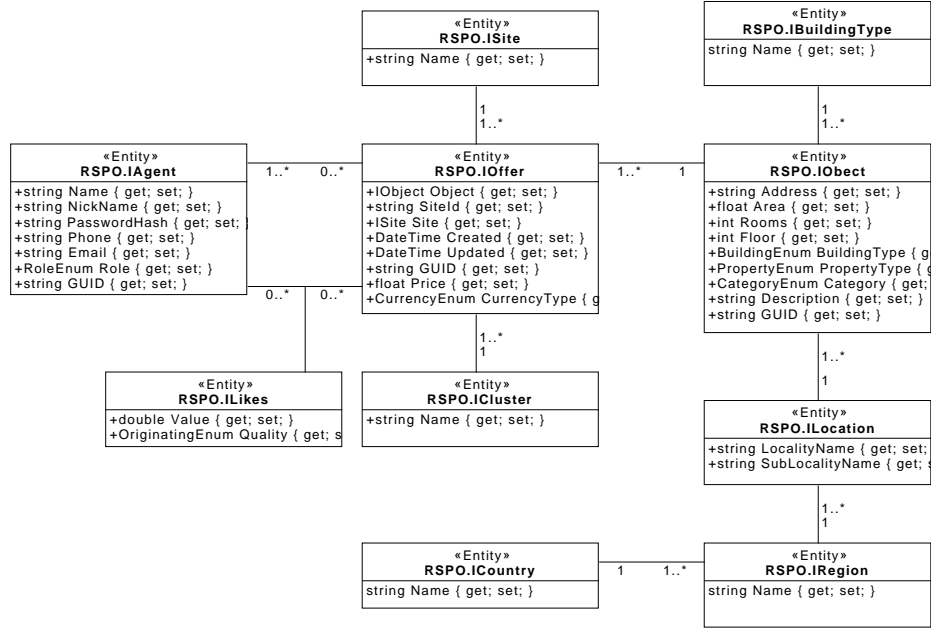 «Entity»
RSPO.ISite
+string Name { get; set; }
«Entity»
RSPO.IBuildingType
string Name { get; set; }
1
1..*
1
1..*
«Entity»
RSPO.IAgent
+string Name { get; set; }
+string NickName { get; set; }
+string PasswordHash { get; set; }
+string Phone { get; set; }
+string Email { get; set; }
+RoleEnum Role { get; set; }
+string GUID { get; set; }
1..* 0..*
0..* 0..*
«Entity»
RSPO.IOffer
+IObject Object { get; set; }
+string SiteId { get; set; }
+ISite Site { get; set; }
+DateTime Created { get; set; }
+DateTime Updated { get; set; }
+string GUID { get; set; }
+float Price { get; set; }
+CurrencyEnum CurrencyType { g
1..* 1
«Entity»
RSPO.IObect
+string Address { get; set; }
+float Area { get; set; }
+int Rooms { get; set; }
+int Floor { get; set; }
+BuildingEnum BuildingType { g
+PropertyEnum PropertyType { g
+CategoryEnum Category { get;
+string Description { get; set; }
+string GUID { get; set; }
1..*
1
1..*
1
«Entity»
RSPO.ILikes
+double Value { get; set; }
+OriginatingEnum Quality { get; s
«Entity»
RSPO.ICluster
+string Name { get; set; }
«Entity»
RSPO.ILocation
+string LocalityName { get; set;
+string SubLocalityName { get; s
1..*
1
«Entity»
RSPO.ICountry
string Name { get; set; }
1 1..*
«Entity»
RSPO.IRegion
string Name { get; set; }